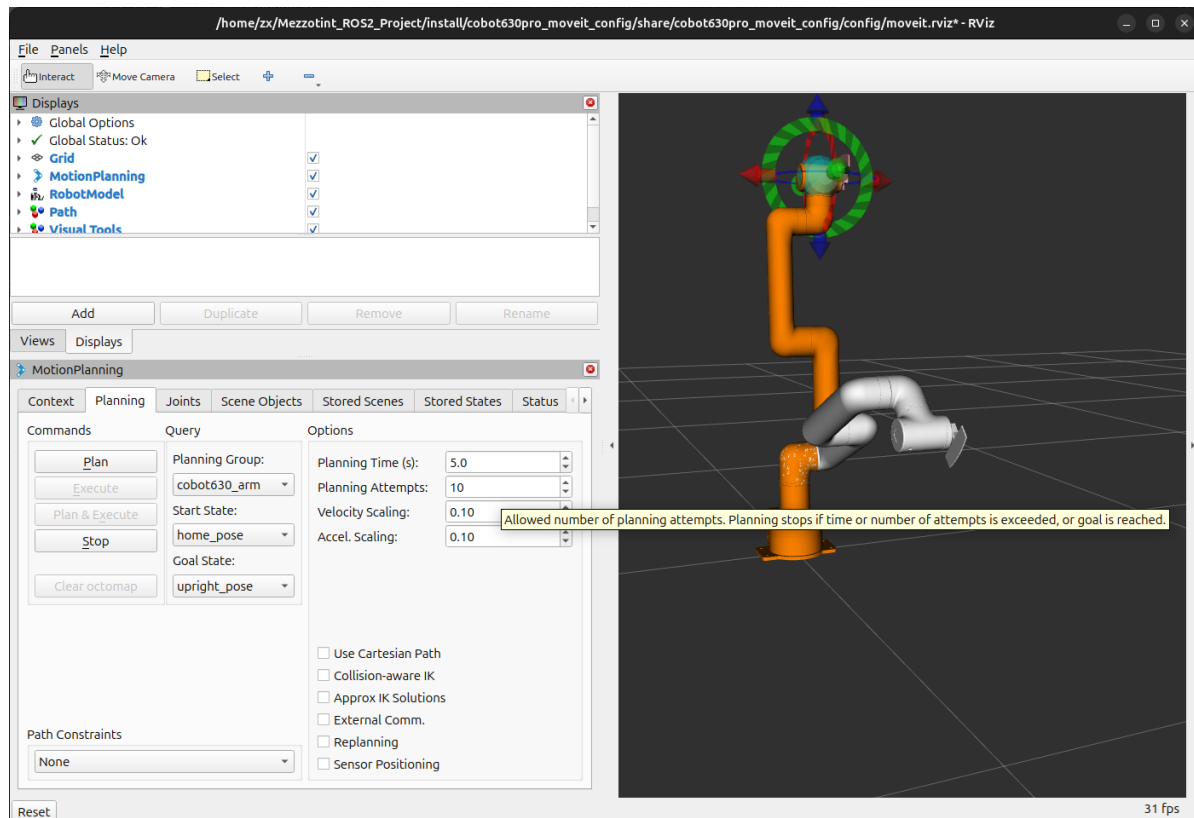 /home/zx/Mezzotint_ROS2_Project/install/cobot630pro_moveit_config/share/cobot630pro_moveit_config/config/moveit.rviz* - RViz
File Panels Help
Interact Move Camera Select
Displays
Global Options
Global Status: Ok
Grid
MotionPlanning
RobotModel
Path
Visual Tools
Add Duplicate Remove Rename
Views Displays
MotionPlanning
Context Planning Joints Scene Objects Stored Scenes Stored States Status
Commands Query Options
Plan Planning Group: Planning Time (s): 5.0
Execute cobot630_arm Planning Attempts: 10
Plan & Execute Start State: Velocity Scaling: 0.10
Allowed number of planning attempts. Planning stops if time or number of attempts is exceeded, or goal is reached.
Stop home_pose Accel. Scaling: 0.10
Goal State:
Clear octomap upright_pose
Use Cartesian Path
Collision-aware IK
Approx IK Solutions
External Comm.
Path Constraints Replanning
None Sensor Positioning
Reset 31 fps